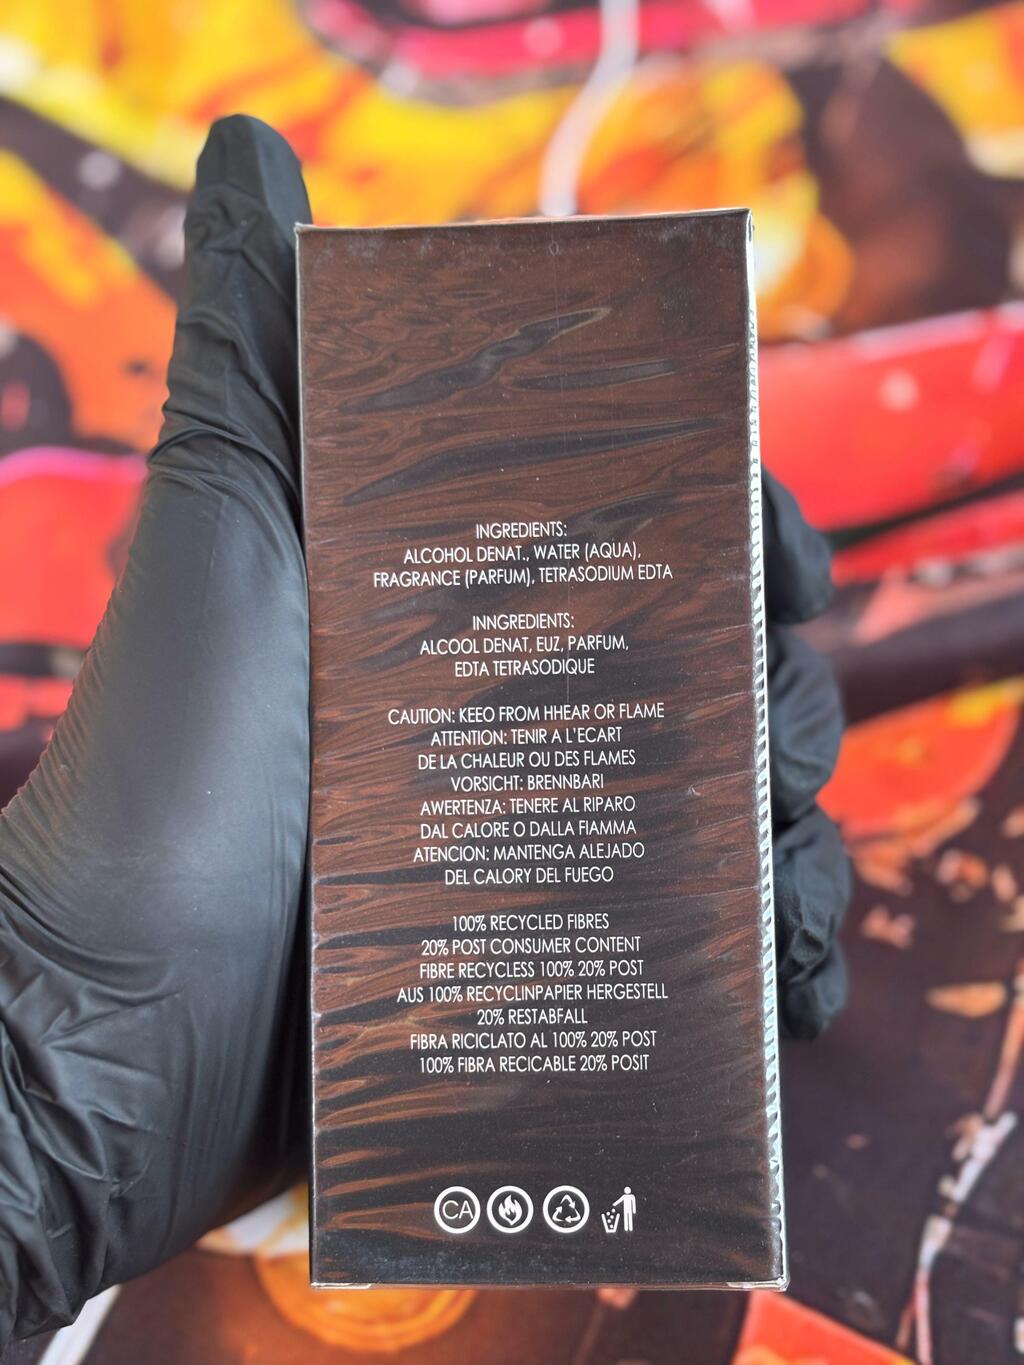 INGREDIENTS:
ALCOHOL DENAT., WATER (AQUA),
FRAGRANCE (PARFUM), TETRASODIUM EDTA
INNGREDIENTS:
ALCOOL DENAT, EUZ, PARFUM,
EDTA TETRASODIQUE
CAUTION: KEEO FROM HHEAR OR FLAME
ATTENTION: TENIR A L'ECART
DE LA CHALEUR OU DES FLAMES
VORSICHT: BRENNBARI
AWERTENZA: TENERE AL RIPARO
DAL CALORE O DALLA FIAMMA
ATENCION: MANTENGA ALEJADO
DEL CALORY DEL FUEGO
100% RECYCLED FIBRES
20% POST CONSUMER CONTENT
FIBRE RECYCLESS 100% 20% POST
AUS 100% RECYCLINPAPIER HERGESTELL
20% RESTABFALL
FIBRA RICICLATO AL 100% 20% POST
100% FIBRA RECICABLE 20% POSIT
CA